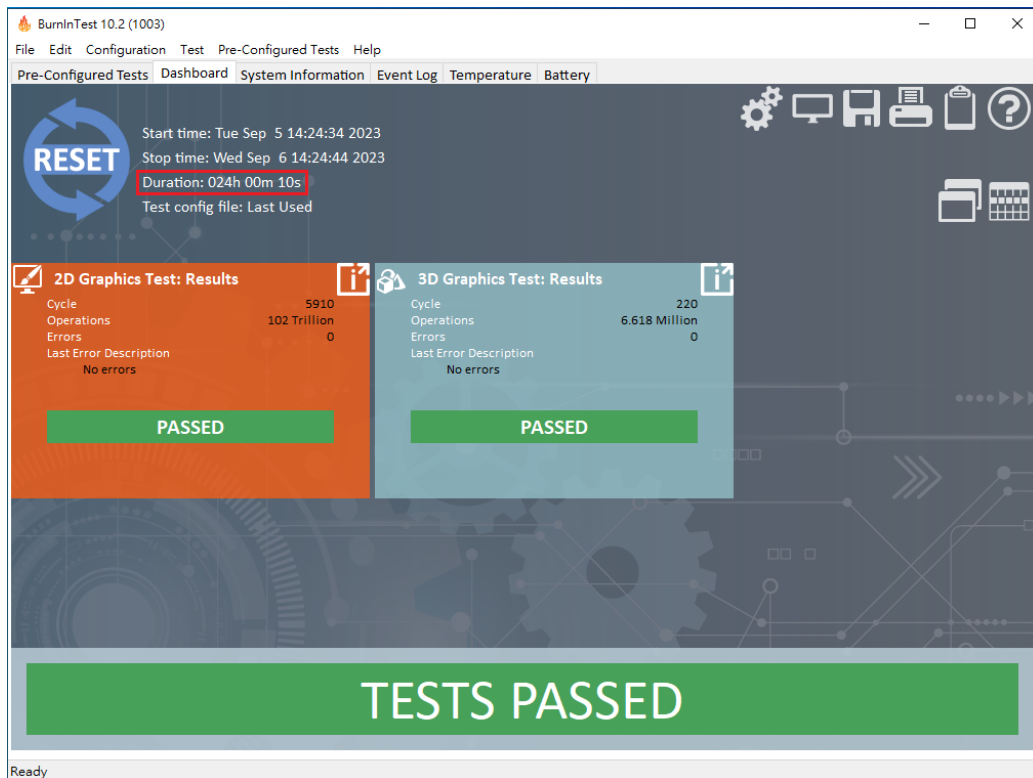 BurnInTest 10.2 (1003)
File Edit Configuration Test Pre-Configured Tests Help
Pre-Configured Tests Dashboard System Information Event Log Temperature Battery
RESET
Start time: Tue Sep 5 14:24:34 2023
Stop time: Wed Sep 6 14:24:44 2023
Duration: 024h 00m 10s
Test config file: Last Used
2D Graphics Test: Results
Cycle 5910
Operations 102 Trillion
Errors 0
Last Error Description
No errors
PASSED
3D Graphics Test: Results
Cycle 220
Operations 6.618 Million
Errors 0
Last Error Description
No errors
PASSED
TESTS PASSED
Ready